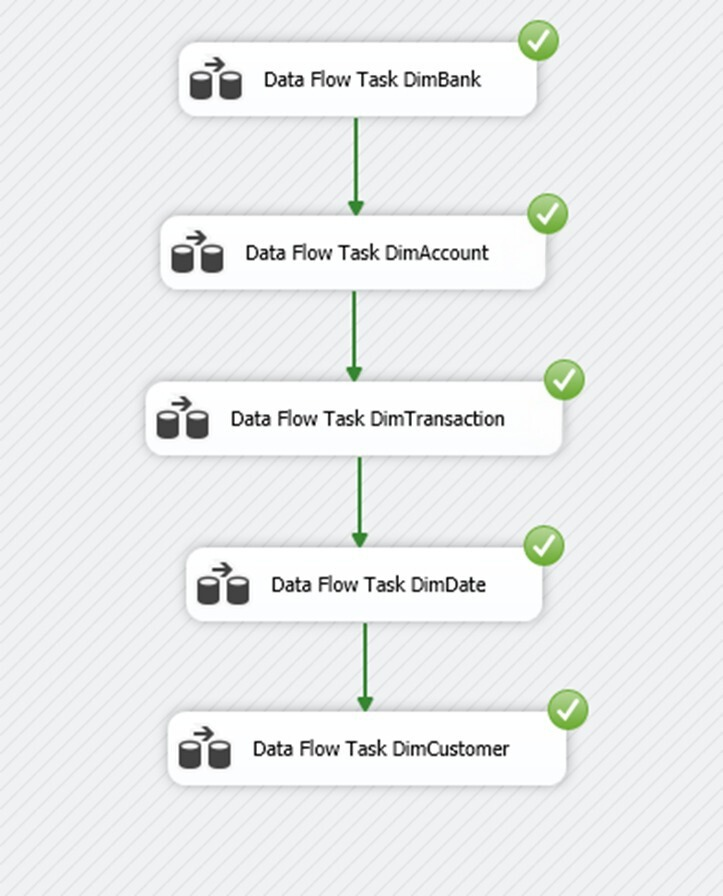 Data Flow Task DimBank
Data Flow Task DimAccount
Data Flow Task DimTransaction
Data Flow Task DimDate
Data Flow Task DimCustomer